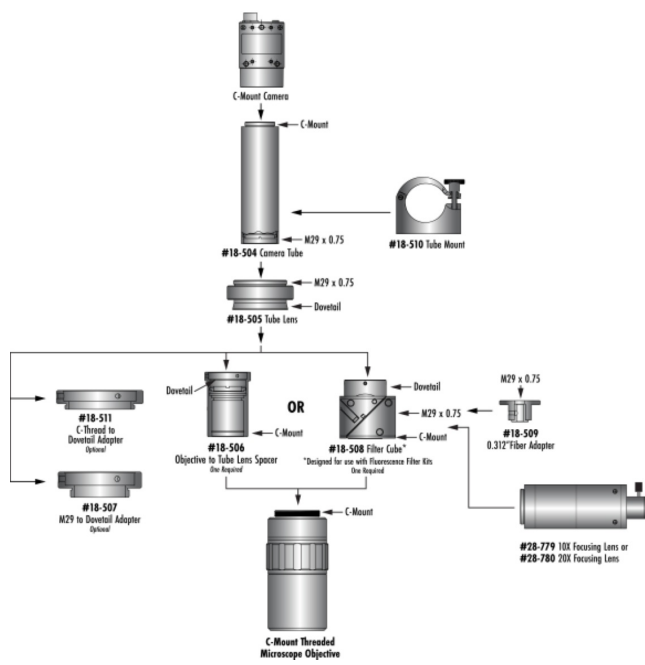 C-Mount Camera
C-Mount
M29 x 0.75
#18-504 Camera Tube
#18-510 Tube Mount
M29 x 0.75
Dovetail
#18-505 Tube Lens
#18-511
C-Thread to
Dovetail Adapter
Optional
#18-507
M29 to Dovetail Adapter
Optional
Dovetail
C-Mount
#18-506
Objective to Tube Lens Spacer
One Required
OR
Dovetail
M29 x 0.75
C-Mount
#18-508 Filter Cube*
*Designed for use with Fluorescence Filter Kits
One Required
M29 x 0.75
#18-509
0.312" Fiber Adapter
#28-779 10X Focusing Lens or
#28-780 20X Focusing Lens
C-Mount
C-Mount Threaded
Microscope Objective